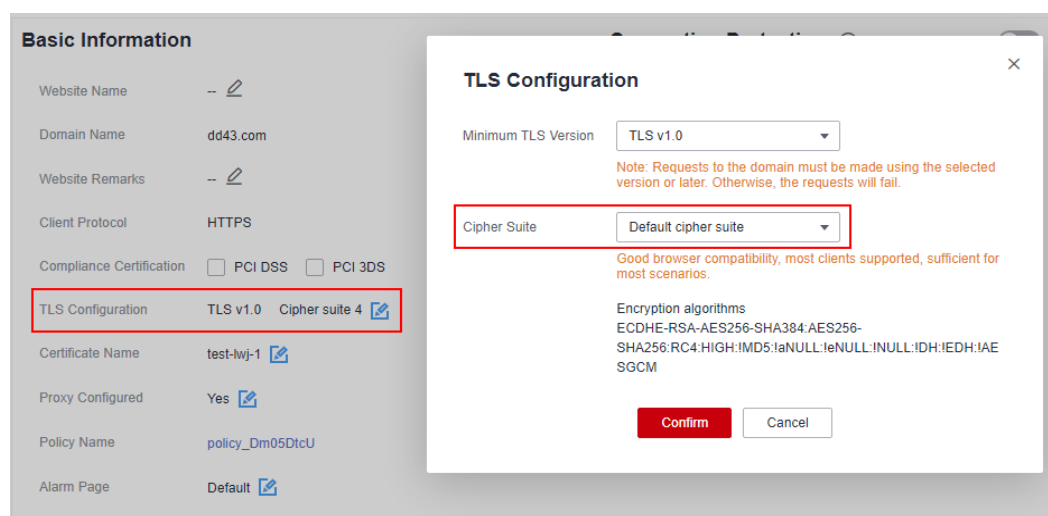 Basic Information
Website Name -- 
Domain Name dd43.com
Website Remarks -- 
Client Protocol HTTPS
Compliance Certification PCI DSS PCI 3DS
TLS Configuration TLS v1.0 Cipher suite 4
Certificate Name test-lwj-1
Proxy Configured Yes
Policy Name policy_Dm05DtcU
Alarm Page Default
TLS Configuration
Minimum TLS Version TLS v1.0
Note: Requests to the domain must be made using the selected
version or later. Otherwise, the requests will fail.
Cipher Suite Default cipher suite
Good browser compatibility, most clients supported, sufficient for
most scenarios.
Encryption algorithms
ECDHE-RSA-AES256-SHA384:AES256-
SHA256:RC4:HIGH:!MD5:!aNULL:!eNULL:!NULL:!DH:!EDH:!AE
SGCM
Confirm Cancel